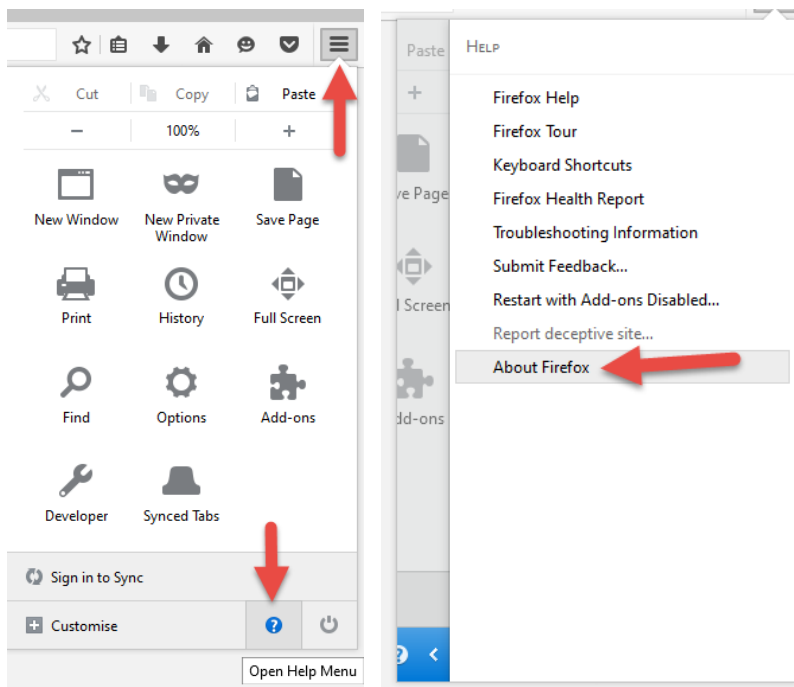 Cut Copy Paste
− 100% +
New Window New Private Window Save Page
Print History Full Screen
Find Options Add-ons
Developer Synced Tabs
Sign in to Sync
Customise
Open Help Menu
Paste
+
ve Page
l Screen
dd-ons
HELP
Firefox Help
Firefox Tour
Keyboard Shortcuts
Firefox Health Report
Troubleshooting Information
Submit Feedback...
Restart with Add-ons Disabled...
Report deceptive site...
About Firefox